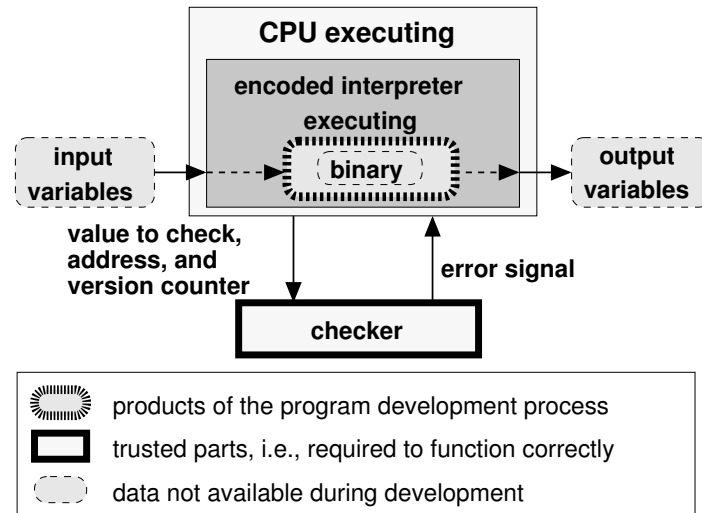 CPU executing
encoded interpreter
executing
binary
input
variables
output
variables
value to check,
address, and
version counter
error signal
checker
products of the program development process
trusted parts, i.e., required to function correctly
data not available during development